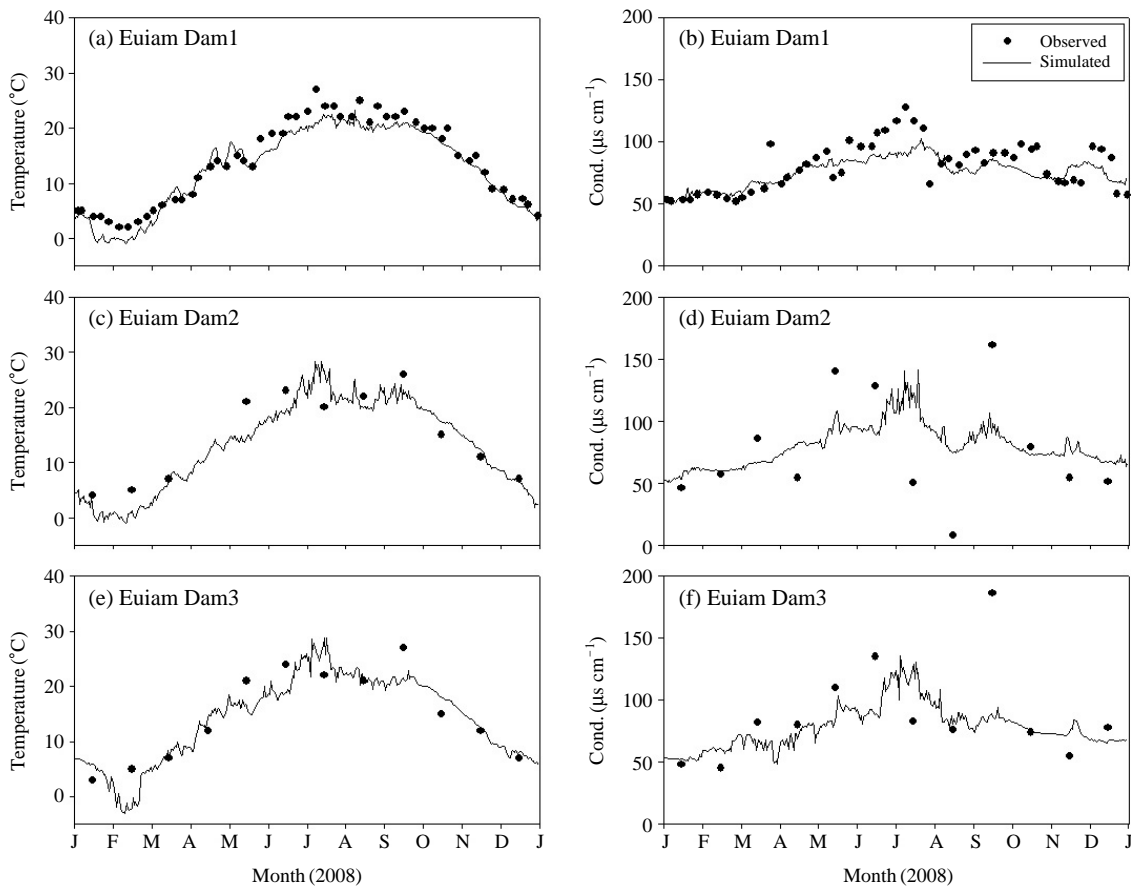 (a) Euiam Dam1
Temperature (°C)
40
30
20
10
0
J F M A M J J A S O N D J
(b) Euiam Dam1
Observed
Simulated
Cond. (µs cm⁻¹)
200
150
100
50
0
J F M A M J J A S O N D J
(c) Euiam Dam2
Temperature (°C)
40
30
20
10
0
J F M A M J J A S O N D J
(d) Euiam Dam2
Cond. (µs cm⁻¹)
200
150
100
50
0
J F M A M J J A S O N D J
(e) Euiam Dam3
Temperature (°C)
40
30
20
10
0
J F M A M J J A S O N D J
Month (2008)
(f) Euiam Dam3
Cond. (µs cm⁻¹)
200
150
100
50
0
J F M A M J J A S O N D J
Month (2008)